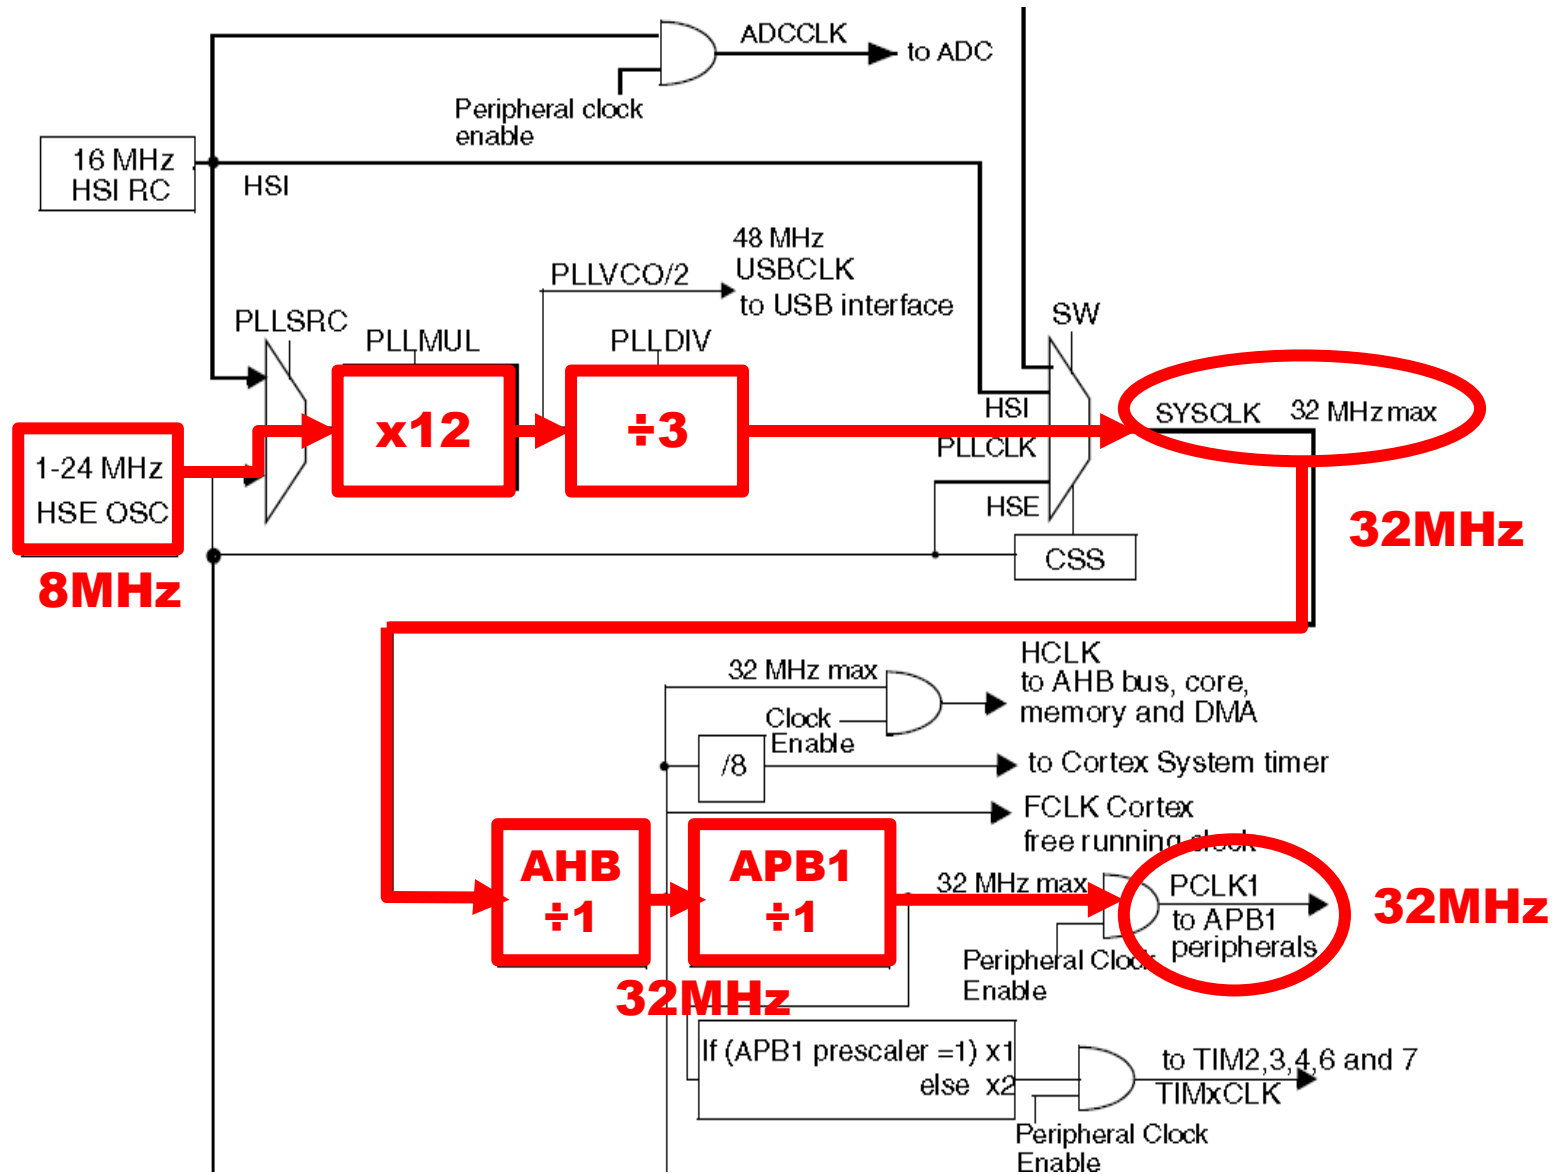 ADCCLK
to ADC
Peripheral clock
enable
16 MHz
HSI RC
HSI
48 MHz
USBCLK
to USB interface
PLLVCO/2
PLLSRC
PLLMUL
PLLDIV
SW
x12
÷3
HSI
PLLCLK
HSE
SYSCLK 32 MHz max
1-24 MHz
HSE OSC
8MHz
32MHz
CSS
32 MHz max
HCLK
to AHB bus, core,
memory and DMA
Clock
Enable
/8
to Cortex System timer
FCLK Cortex
free running clock
AHB
÷1
APB1
÷1
32 MHz max
PCLK1
to APB1
peripherals
32MHz
Peripheral Clock
Enable
32MHz
If (APB1 prescaler =1) x1
else x2
to TIM2,3,4,6 and 7
TIMxCLK
Peripheral Clock
Enable